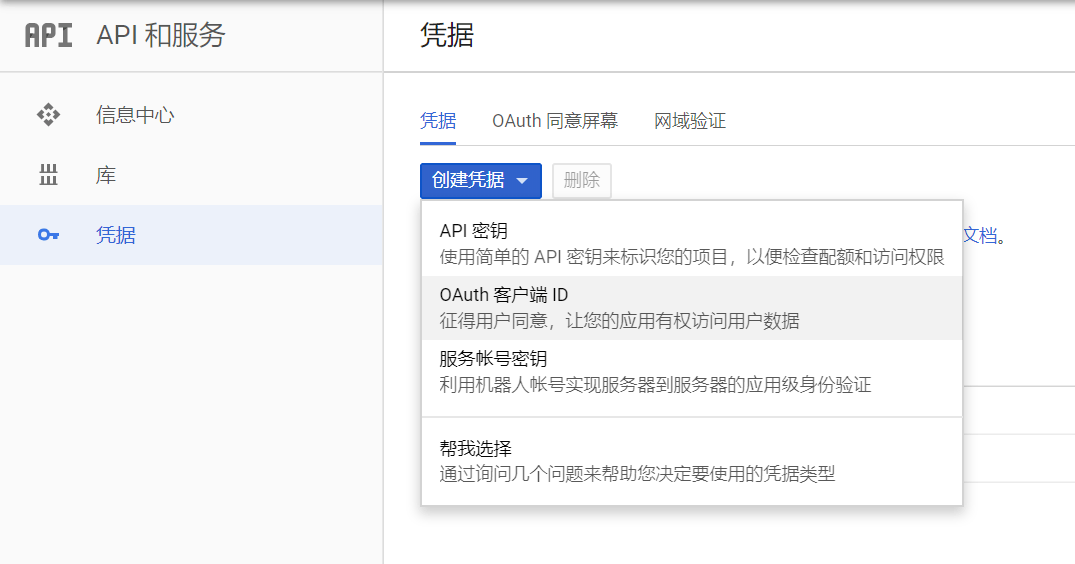 API API 和服务
凭据
信息中心
库
凭据
凭据 OAuth 同意屏幕 网域验证
创建凭据 删除
API 密钥
使用简单的 API 密钥来标识您的项目，以便检查配额和访问权限
文档。
OAuth 客户端 ID
征得用户同意，让您的应用有权访问用户数据
服务帐号密钥
利用机器人帐号实现服务器到服务器的应用级身份验证
帮我选择
通过询问几个问题来帮助您决定要使用的凭据类型